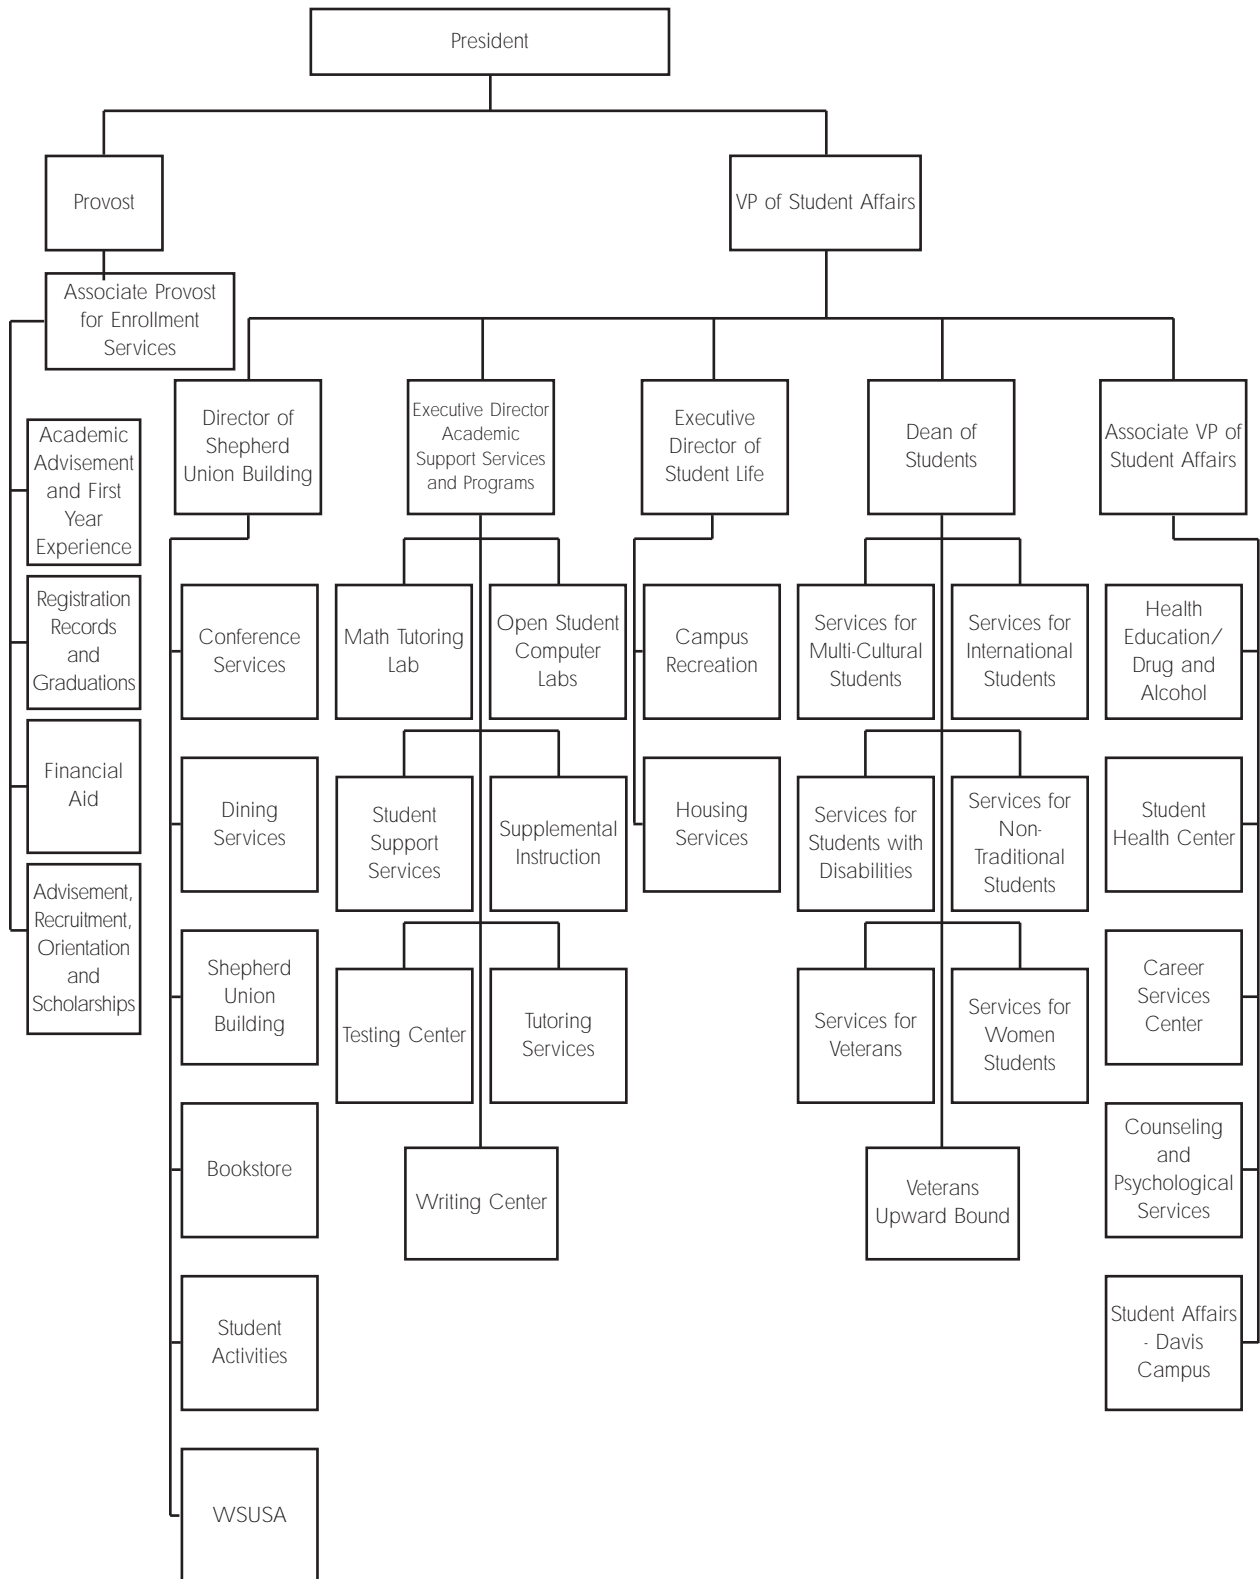 President
Provost
VP of Student Affairs
Associate Provost
for Enrollment
Services
Academic
Advisement
and First
Year
Experience
Registration
Records
and
Graduations
Financial
Aid
Advisement,
Recruitment,
Orientation
and
Scholarships
Director of
Shepherd
Union Building
Conference
Services
Dining
Services
Shepherd
Union
Building
Bookstore
Student
Activities
WSUSA
Executive Director
Academic
Support Services
and Programs
Math Tutoring
Lab
Open Student
Computer
Labs
Student
Support
Services
Supplemental
Instruction
Testing Center
Tutoring
Services
Writing Center
Executive
Director of
Student Life
Campus
Recreation
Housing
Services
Dean of
Students
Services for
Multi-Cultural
Students
Services for
International
Students
Services for
Students with
Disabilities
Services for
Non-
Traditional
Students
Services for
Veterans
Services for
Women
Students
Veterans
Upward Bound
Associate VP of
Student Affairs
Health
Education/
Drug and
Alcohol
Student
Health Center
Career
Services
Center
Counseling
and
Psychological
Services
Student Affairs
- Davis
Campus